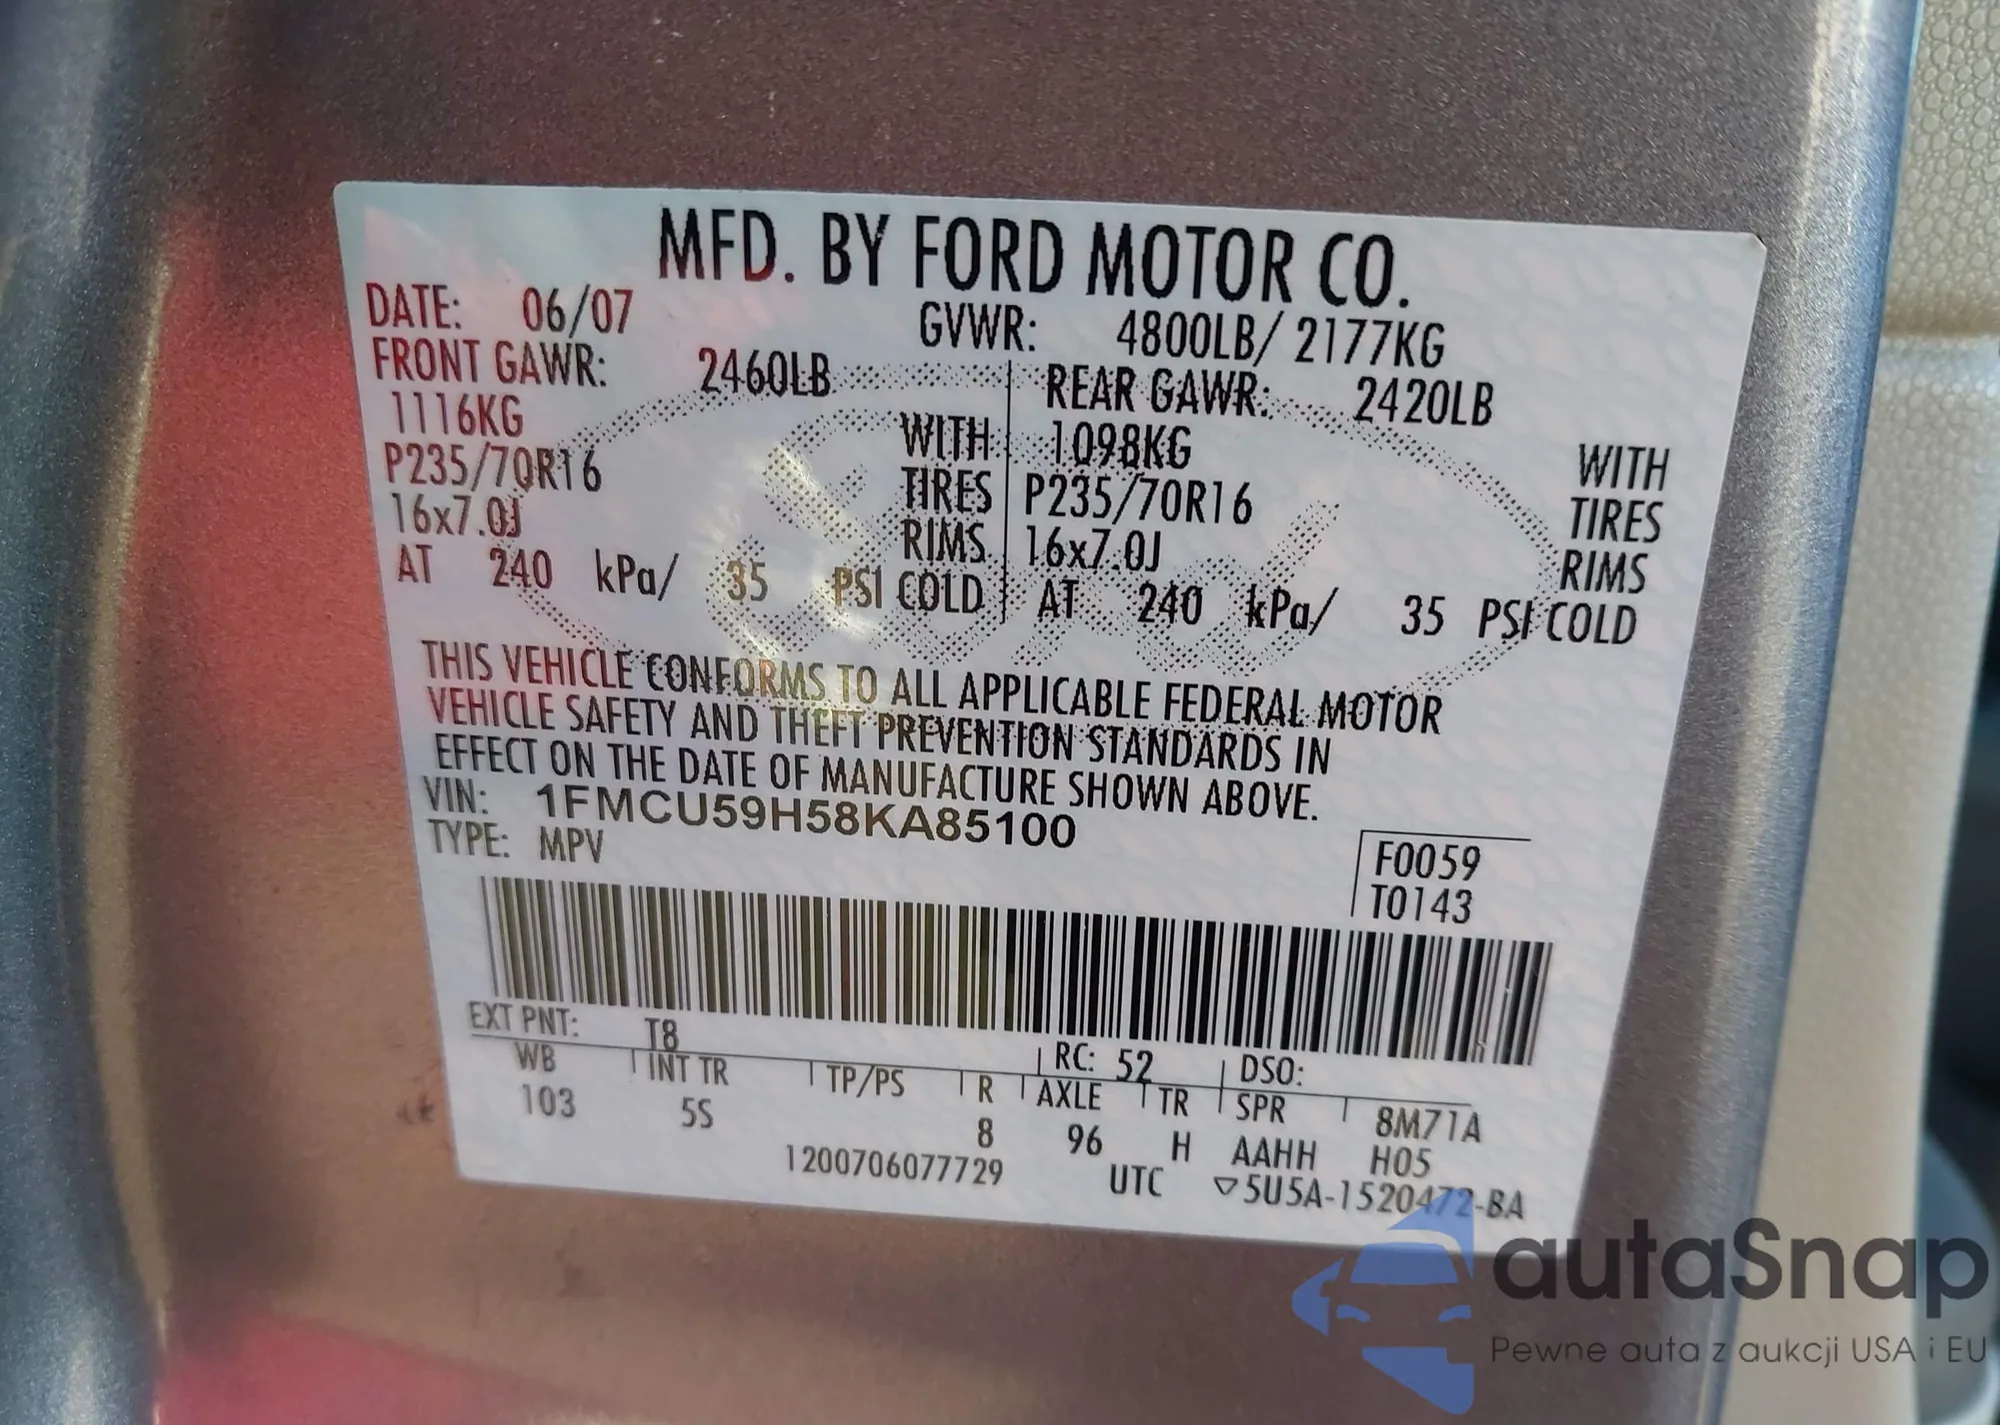 MFD. BY FORD MOTOR CO.
DATE: 06/07 GVWR: 4800LB/ 2177KG
FRONT GAWR: 2460LB REAR GAWR: 2420LB
1116KG WITH 1098KG WITH
P235/70R16 TIRES P235/70R16 TIRES
16x7.0J RIMS 16x7.0J RIMS
AT 240 kPa/ 35 PSI COLD AT 240 kPa/ 35 PSI COLD
THIS VEHICLE CONFORMS TO ALL APPLICABLE FEDERAL MOTOR
VEHICLE SAFETY AND THEFT PREVENTION STANDARDS IN
EFFECT ON THE DATE OF MANUFACTURE SHOWN ABOVE.
VIN: 1FMCU59H58KA85100
TYPE: MPV
F0059
T0143
EXT PNT: T8 RC: 52 DSO:
WB INT TR TP/PS R AXLE TR SPR 8M71A
103 5S 8 96 H AAHH H05
1200706077729 UTC ▽5U5A-1520472-BA
Ford
autaSnap
Pewne auta z aukcji USA i EU